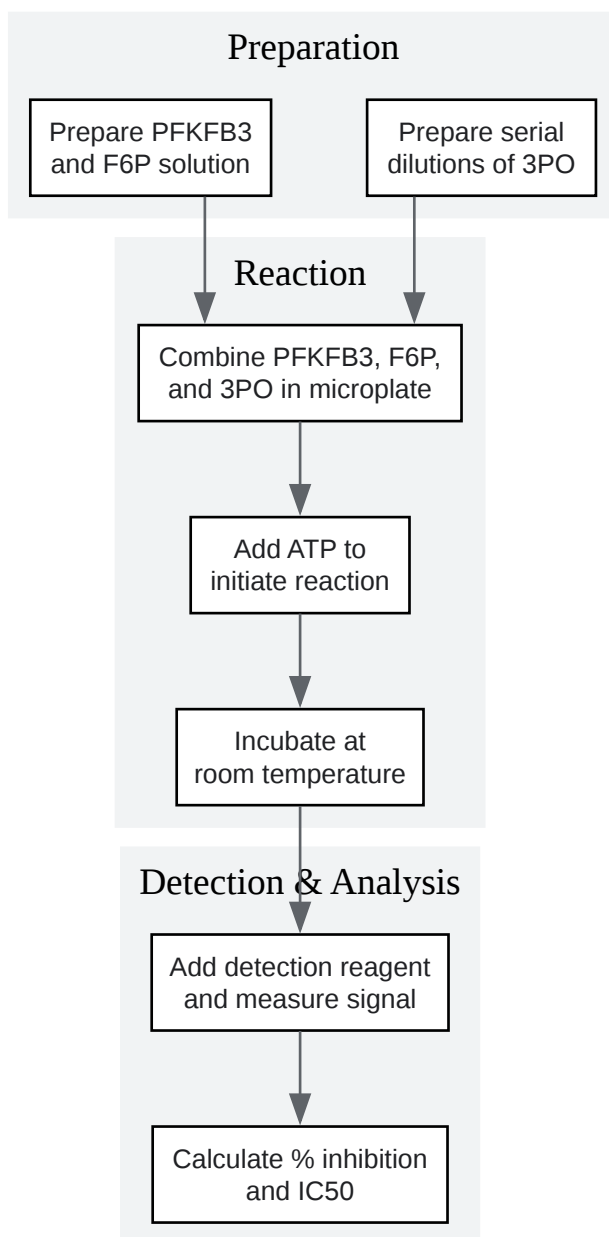 Preparation
Prepare PFKFB3
and F6P solution
Prepare serial
dilutions of 3PO
Reaction
Combine PFKFB3, F6P,
and 3PO in microplate
Add ATP to
initiate reaction
Incubate at
room temperature
Detection & Analysis
Add detection reagent
and measure signal
Calculate % inhibition
and IC50